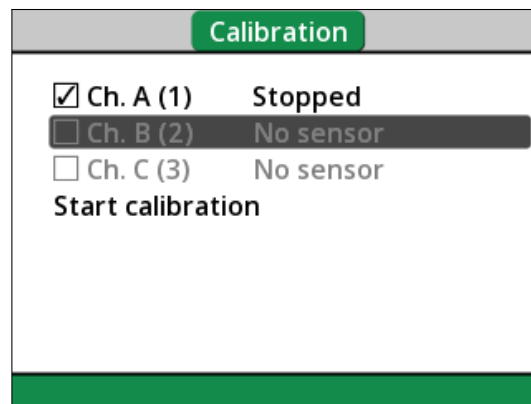 Calibration
Ch. A (1) Stopped
Ch. B (2) No sensor
Ch. C (3) No sensor
Start calibration